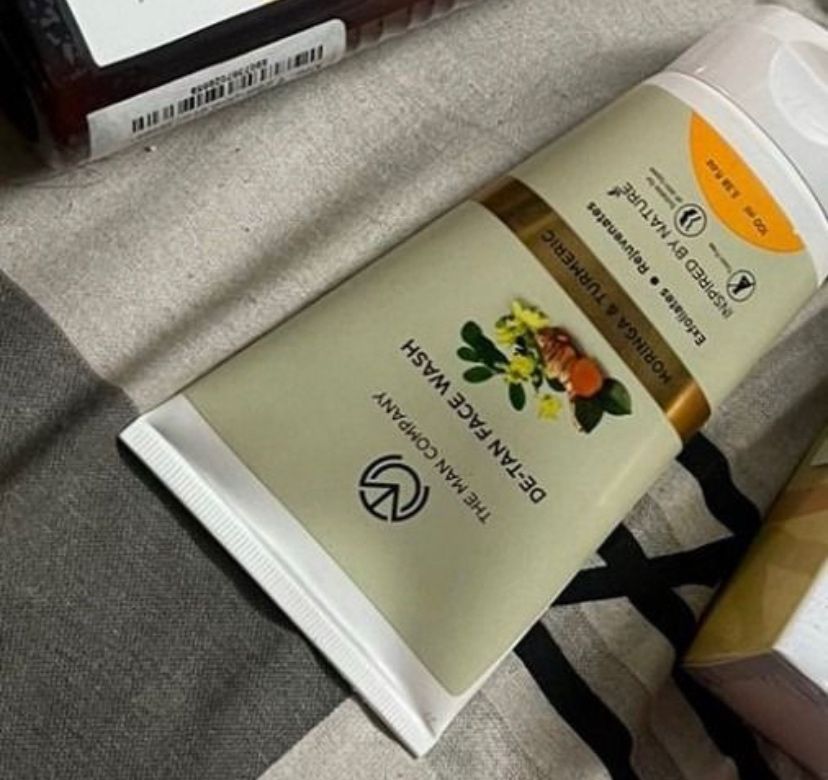 THE MAN COMPANY
DE-TAN FACE WASH
MORINGA & TURMERIC
Exfoliates ● Rejuvenates
INSPIRED BY NATURE
100 ml